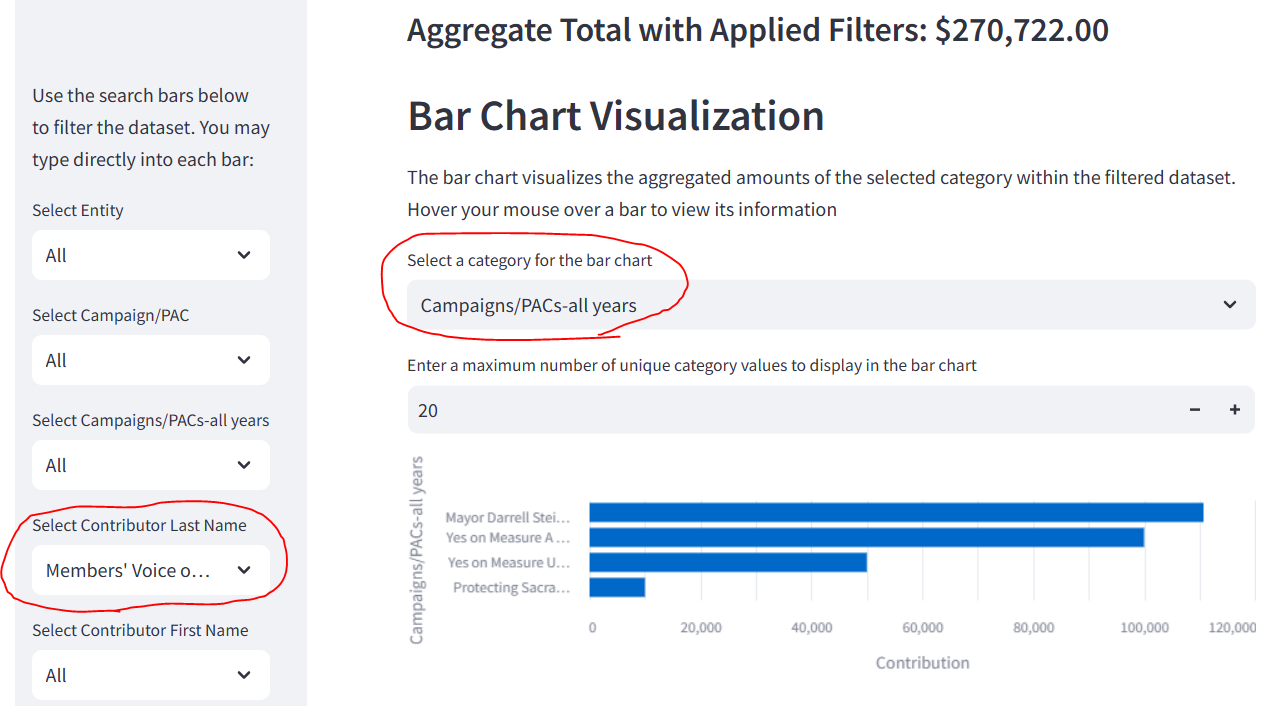 Use the search bars below
to filter the dataset. You may
type directly into each bar:
Select Entity
All
Select Campaign/PAC
All
Select Campaigns/PACs-all years
All
Select Contributor Last Name
Members' Voice o…
Select Contributor First Name
All
Aggregate Total with Applied Filters: $270,722.00
Bar Chart Visualization
The bar chart visualizes the aggregated amounts of the selected category within the filtered dataset.
Hover your mouse over a bar to view its information
Select a category for the bar chart
Campaigns/PACs-all years
Enter a maximum number of unique category values to display in the bar chart
20
Campaigns/PACs-all years
Mayor Darrell Stei…
Yes on Measure A …
Yes on Measure U…
Protecting Sacra…
0 20,000 40,000 60,000 80,000 100,000 120,000
Contribution